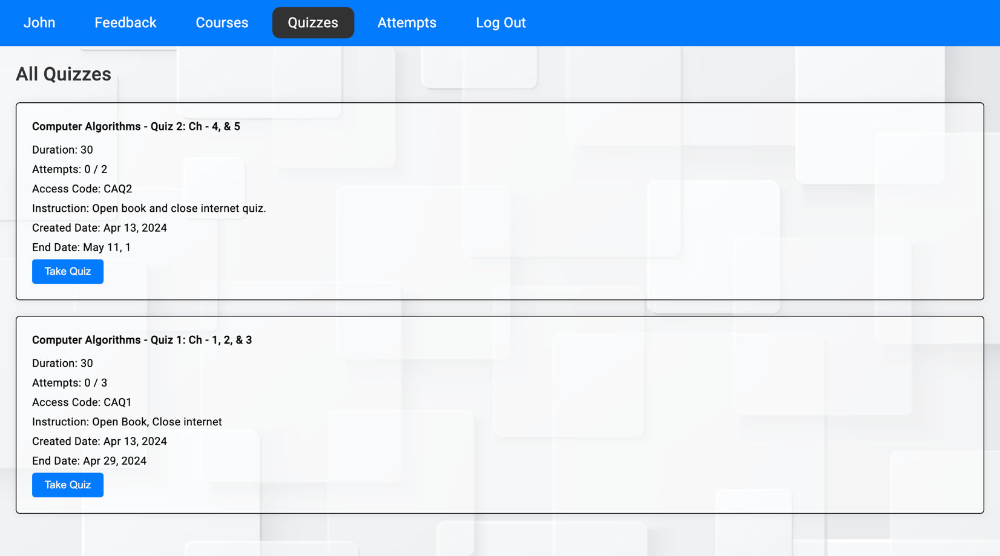 John Feedback Courses Quizzes Attempts Log Out
All Quizzes
Computer Algorithms - Quiz 2: Ch - 4, & 5
Duration: 30
Attempts: 0 / 2
Access Code: CAQ2
Instruction: Open book and close internet quiz.
Created Date: Apr 13, 2024
End Date: May 11, 1
Take Quiz
Computer Algorithms - Quiz 1: Ch - 1, 2, & 3
Duration: 30
Attempts: 0 / 3
Access Code: CAQ1
Instruction: Open Book, Close internet
Created Date: Apr 13, 2024
End Date: Apr 29, 2024
Take Quiz